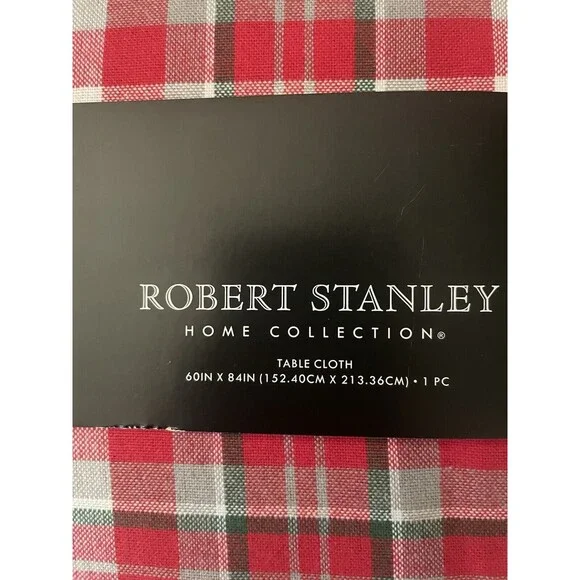 ROBERT STANLEY
HOME COLLECTION®
TABLE CLOTH
60IN X 84IN (152.40CM X 213.36CM) • 1 PC